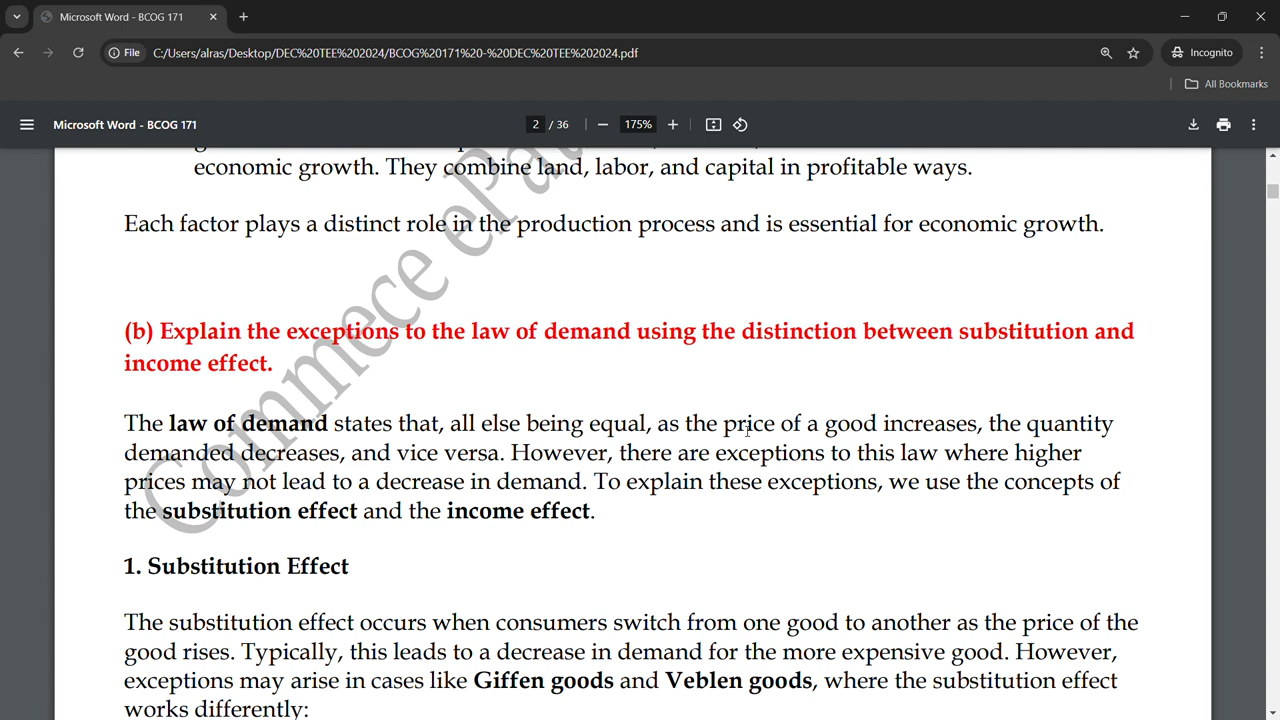 Microsoft Word - BCOG 171
File C:/Users/alras/Desktop/DEC%20TEE%202024/BCOG%20171%20-%20DEC%20TEE%202024.pdf
Incognito
All Bookmarks
Microsoft Word - BCOG 171
2 / 36
175%
economic growth. They combine land, labor, and capital in profitable ways.
Each factor plays a distinct role in the production process and is essential for economic growth.
(b) Explain the exceptions to the law of demand using the distinction between substitution and
income effect.
The law of demand states that, all else being equal, as the price of a good increases, the quantity
demanded decreases, and vice versa. However, there are exceptions to this law where higher
prices may not lead to a decrease in demand. To explain these exceptions, we use the concepts of
the substitution effect and the income effect.
1. Substitution Effect
The substitution effect occurs when consumers switch from one good to another as the price of the
good rises. Typically, this leads to a decrease in demand for the more expensive good. However,
exceptions may arise in cases like Giffen goods and Veblen goods, where the substitution effect
works differently:
Commece